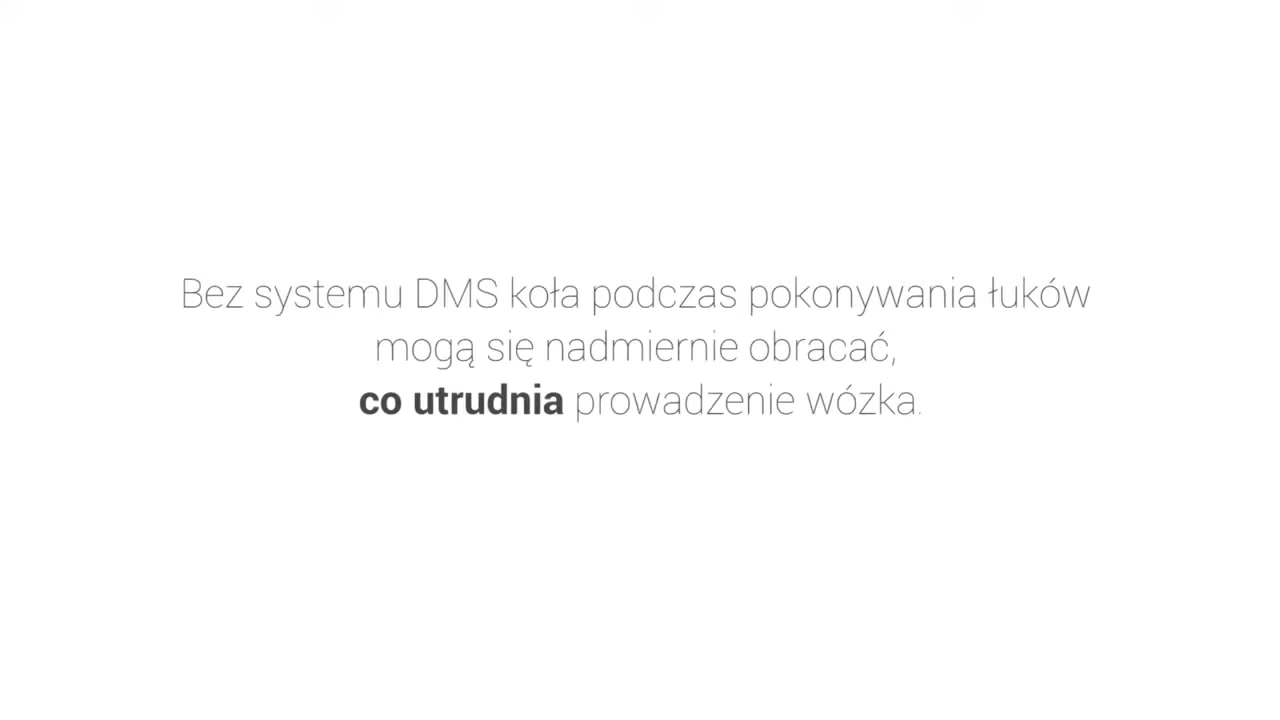 Bez systemu DMS koła podczas pokonywania łuków
mogą się nadmiernie obracać,
co utrudnia prowadzenie wózka.